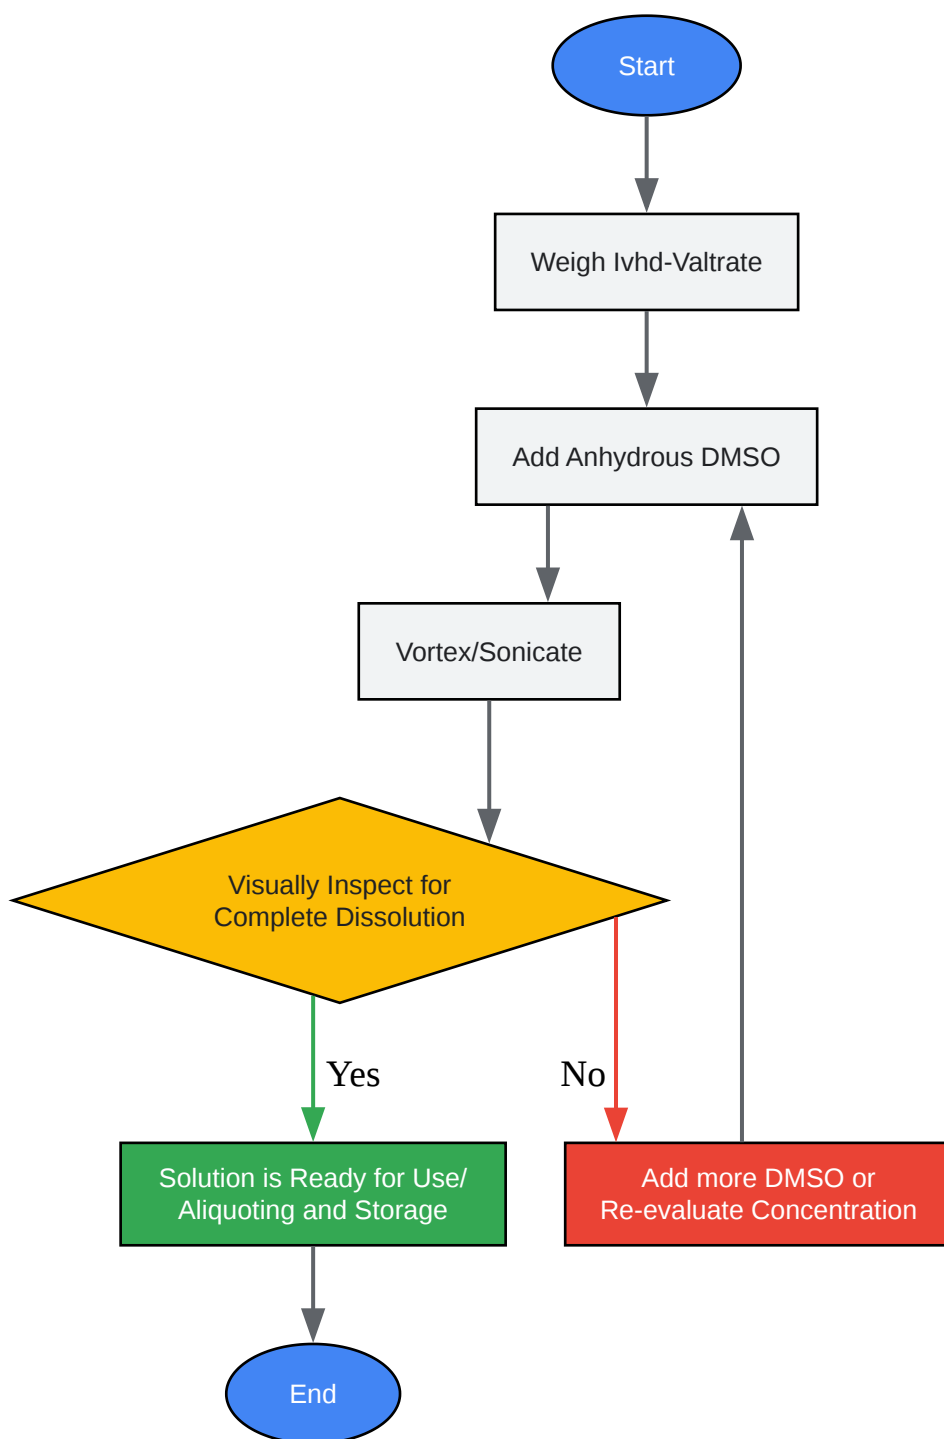 Start
Weigh Ivhd-Valtrate
Add Anhydrous DMSO
Vortex/Sonicate
Visually Inspect for
Complete Dissolution
Yes
No
Solution is Ready for Use/
Aliquoting and Storage
Add more DMSO or
Re-evaluate Concentration
End